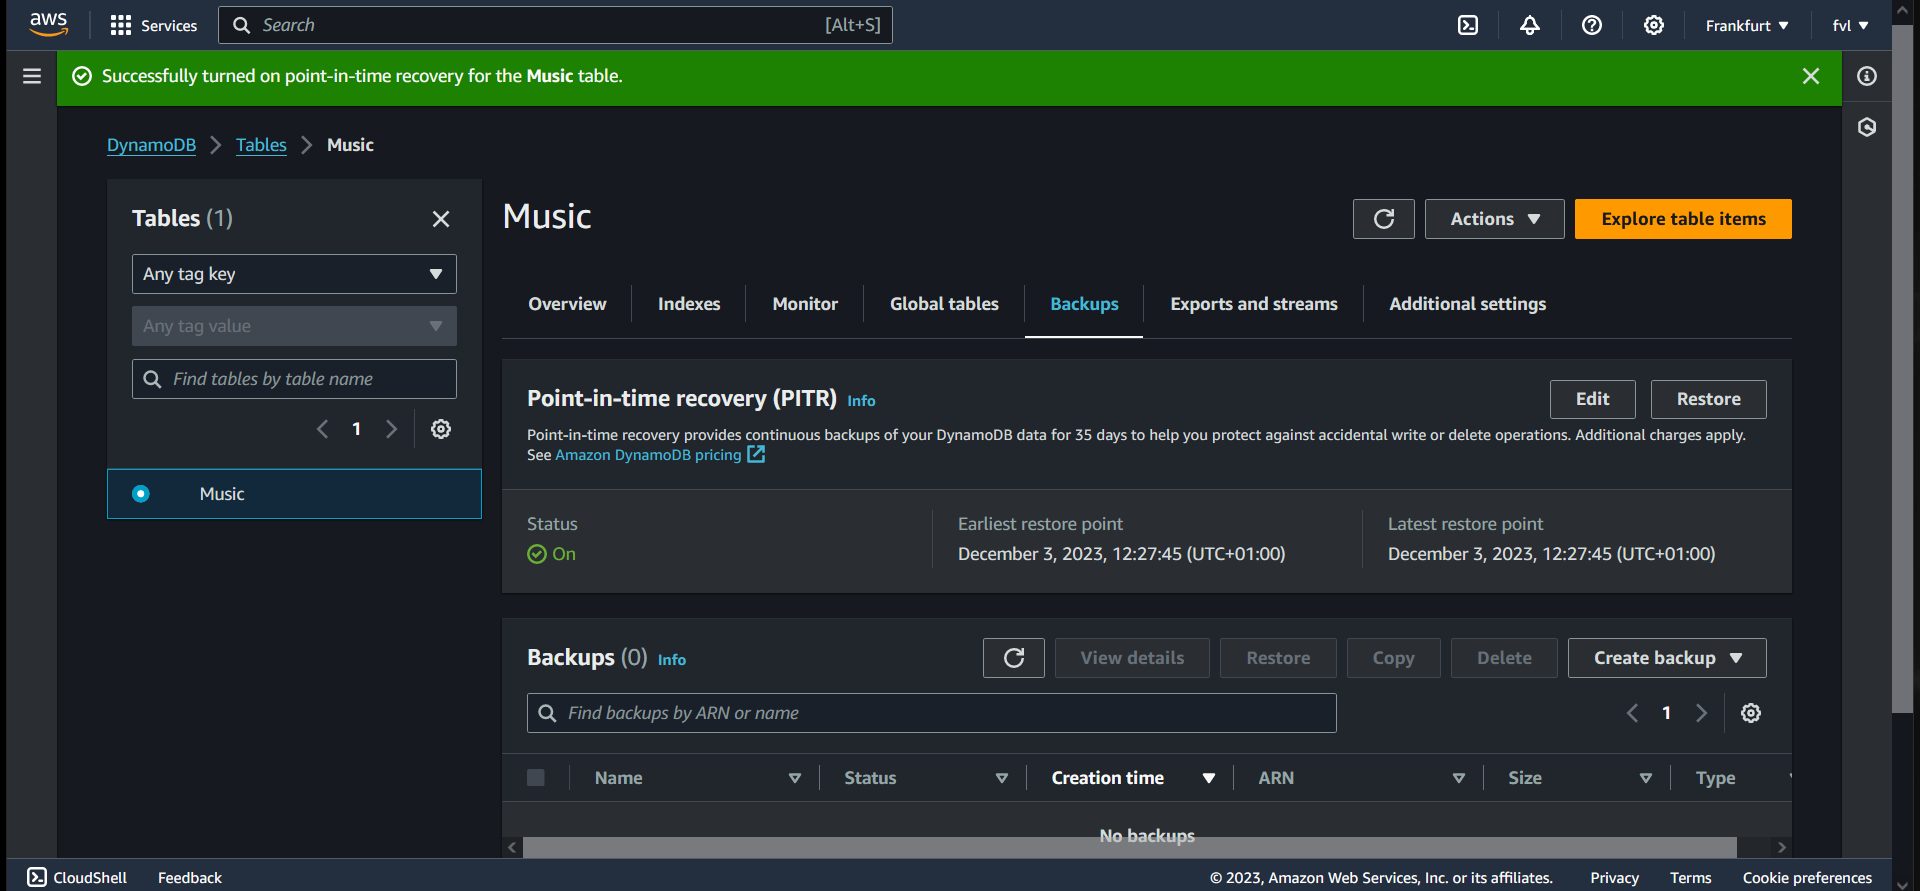 aws
Services
Search
[Alt+S]
Frankfurt
fvl
Successfully turned on point-in-time recovery for the Music table.
DynamoDB
Tables
Music
Tables (1)
Any tag key
Any tag value
Find tables by table name
1
Music
Music
Actions
Explore table items
Overview
Indexes
Monitor
Global tables
Backups
Exports and streams
Additional settings
Point-in-time recovery (PITR) Info
Edit
Restore
Point-in-time recovery provides continuous backups of your DynamoDB data for 35 days to help you protect against accidental write or delete operations. Additional charges apply.
See Amazon DynamoDB pricing
Status
On
Earliest restore point
December 3, 2023, 12:27:45 (UTC+01:00)
Latest restore point
December 3, 2023, 12:27:45 (UTC+01:00)
Backups (0) Info
View details
Restore
Copy
Delete
Create backup
Find backups by ARN or name
1
Name
Status
Creation time
ARN
Size
Type
No backups
CloudShell
Feedback
© 2023, Amazon Web Services, Inc. or its affiliates.
Privacy
Terms
Cookie preferences